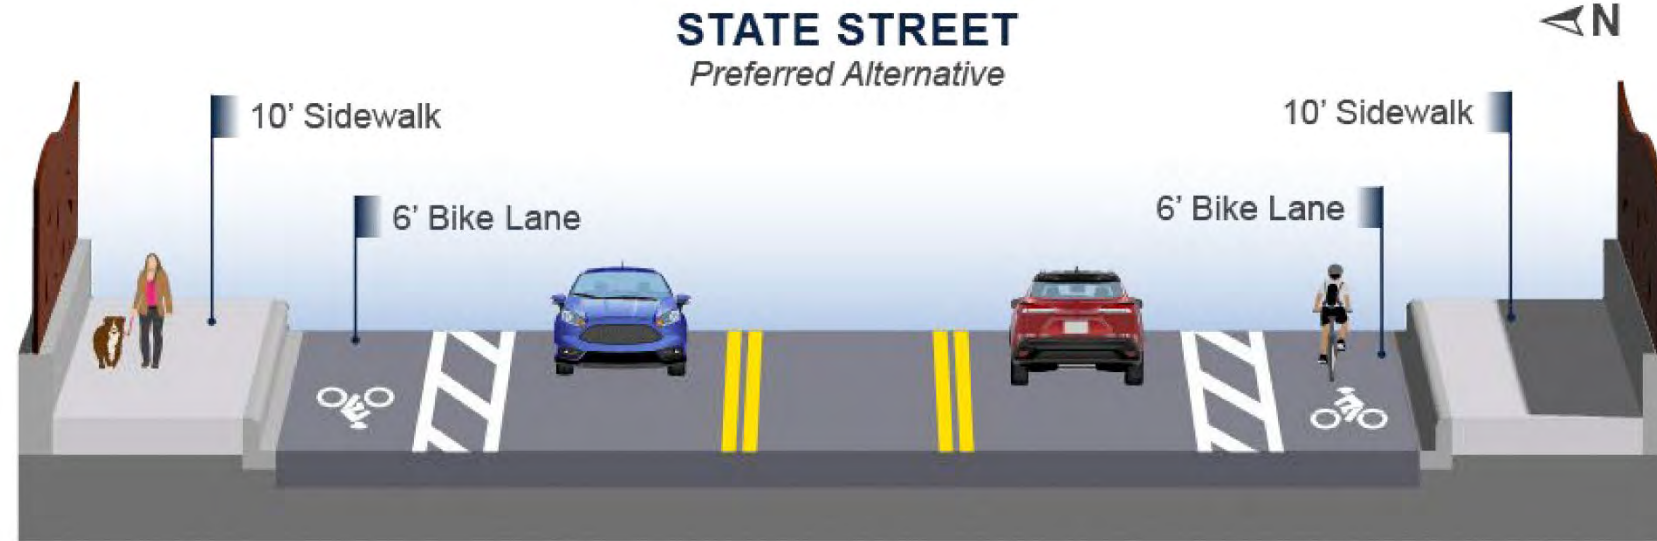 STATE STREET
Preferred Alternative
N
10’ Sidewalk
10’ Sidewalk
6’ Bike Lane
6’ Bike Lane